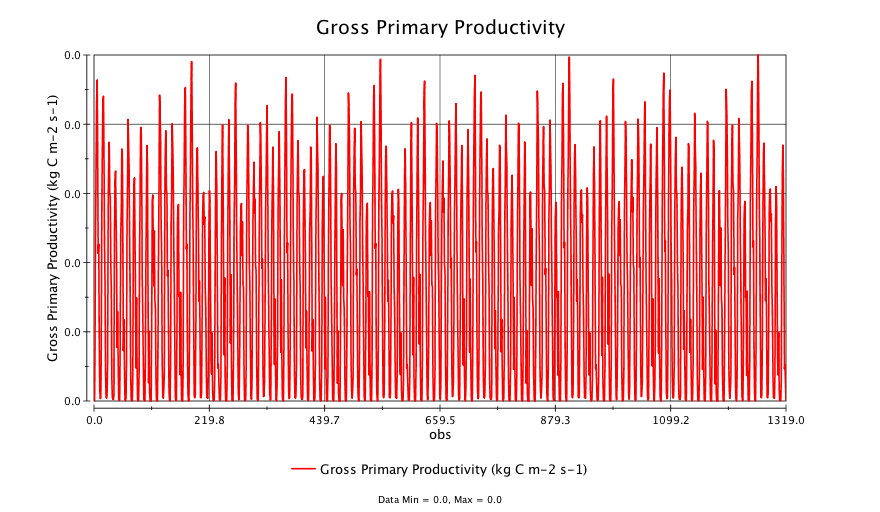 Gross Primary Productivity
Gross Primary Productivity (kg C m-2 s-1)
0.0
0.0
0.0
0.0
0.0
0.0
0.0 219.8 439.7 659.5 879.3 1099.2 1319.0
obs
Gross Primary Productivity (kg C m-2 s-1)
Data Min = 0.0, Max = 0.0